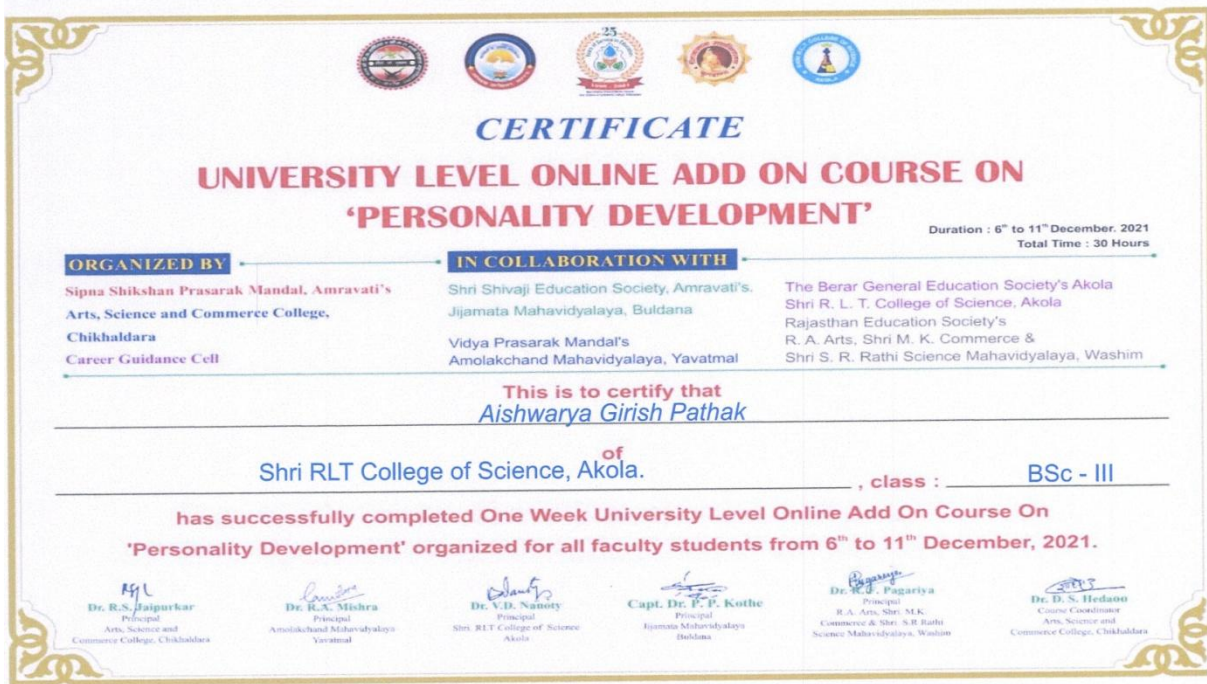 25
CERTIFICATE
UNIVERSITY LEVEL ONLINE ADD ON COURSE ON
'PERSONALITY DEVELOPMENT'
Duration : 6th to 11th December. 2021
Total Time : 30 Hours
ORGANIZED BY
Sipna Shikshan Prasarak Mandal, Amravati's
Arts, Science and Commerce College,
Chikhaldara
Career Guidance Cell
IN COLLABORATION WITH
Shri Shivaji Education Society, Amravati's.
Jijamata Mahavidyalaya, Buldana
Vidya Prasarak Mandal's
Amolakchand Mahavidyalaya, Yavatmal
The Berar General Education Society's Akola
Shri R. L. T. College of Science, Akola
Rajasthan Education Society's
R. A. Arts, Shri M. K. Commerce &
Shri S. R. Rathi Science Mahavidyalaya, Washim
This is to certify that
Aishwarya Girish Pathak
of
Shri RLT College of Science, Akola. , class : BSc - III
has successfully completed One Week University Level Online Add On Course On
'Personality Development' organized for all faculty students from 6th to 11th December, 2021.
Dr. R.S. Jaipurkar
Principal
Arts, Science and
Commerce College, Chikhaldara
Dr. R.A. Mishra
Principal
Amolakchand Mahavidyalaya
Yavatmal
Dr. V.D. Nanoty
Principal
Shri. RLT College of Science
Akola
Capt. Dr. P. P. Kothe
Principal
Jijamata Mahavidyalaya
Buldana
Dr. Pagariya
Principal
R.A. Arts, Shri. M.K.
Commerce & Shri. S.R Rathi
Science Mahavidyalaya, Washim
Dr. D. S. Hedaoo
Course Coordinator
Arts, Science and
Commerce College, Chikhaldara